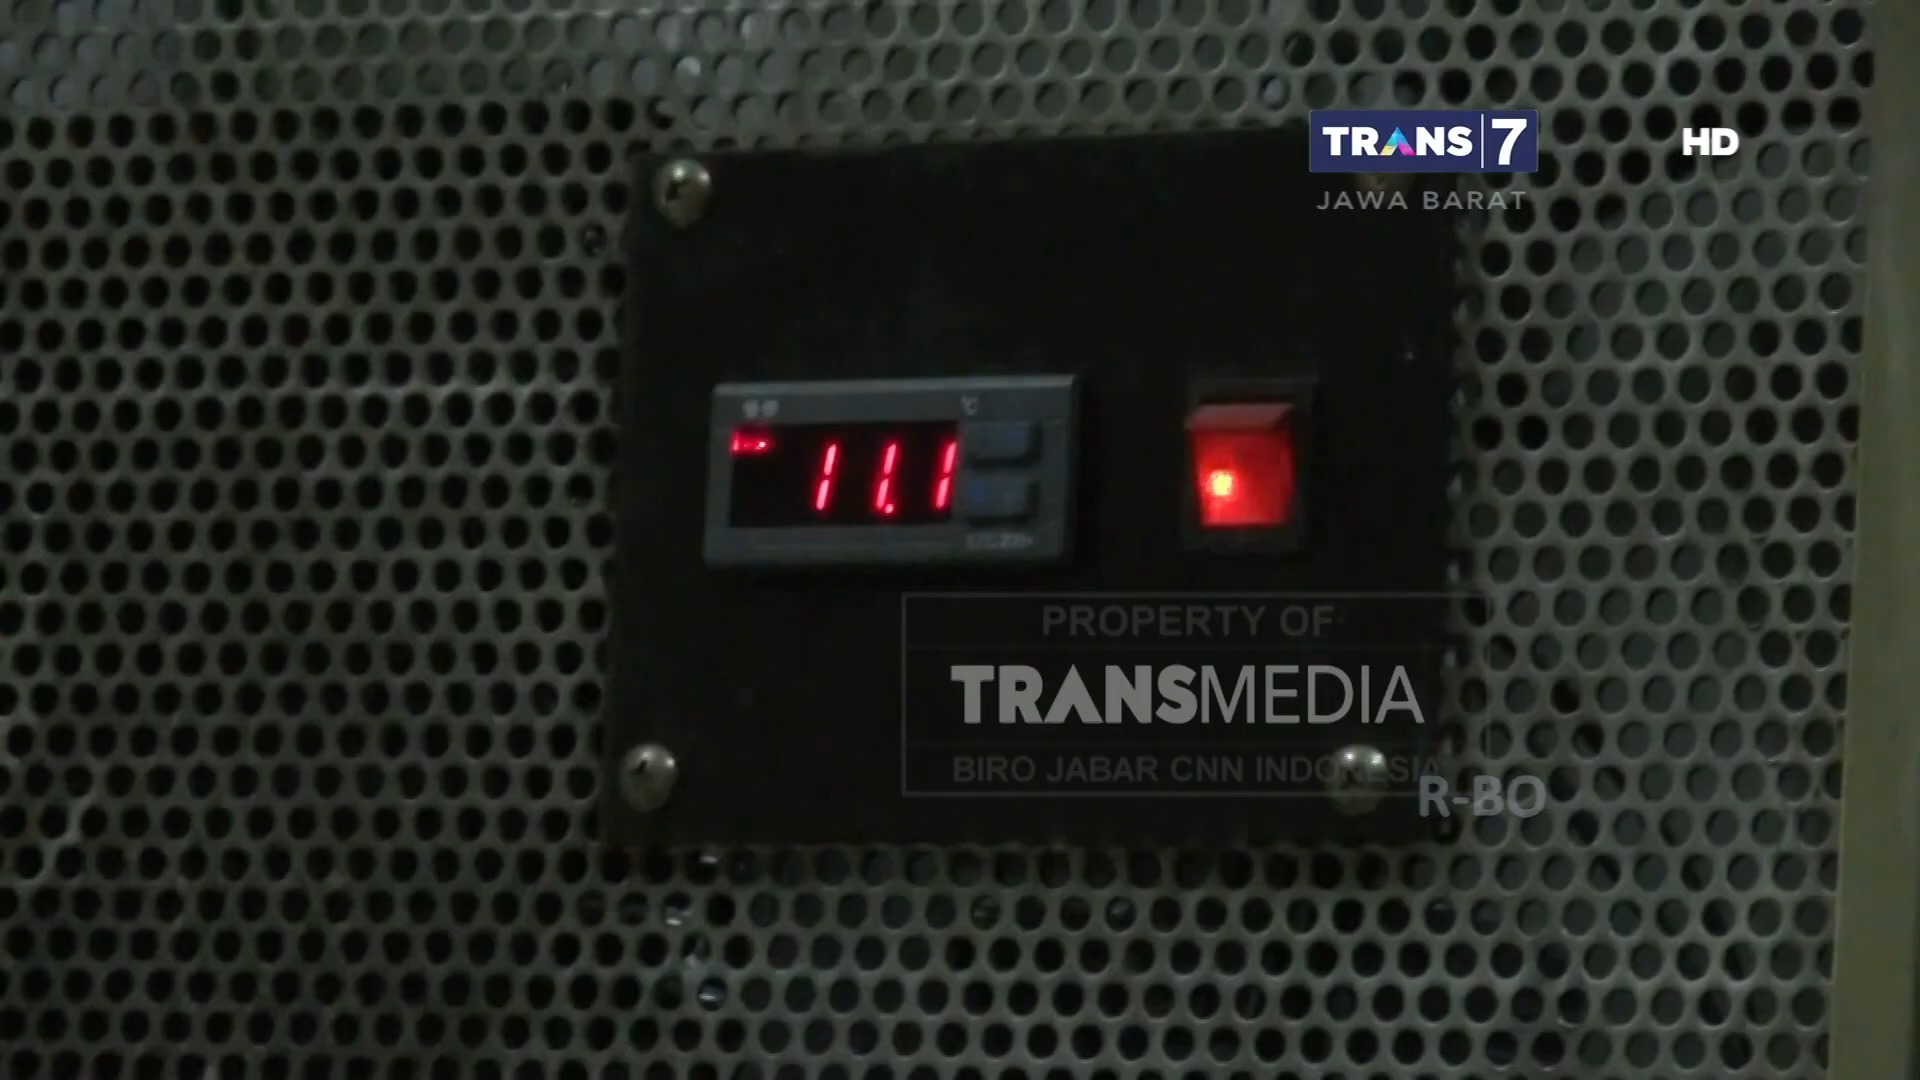 TRANS 7
HD
JAWA BARAT
°C
11.1
PROPERTY OF
TRANSMEDIA
BIRO JABAR CNN INDONESIA
R-BO